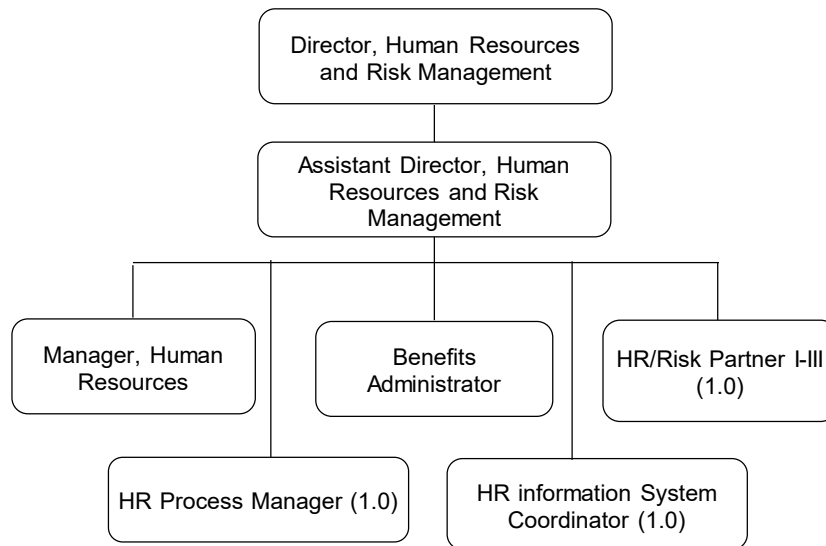 Director, Human Resources
and Risk Management
Assistant Director, Human
Resources and Risk
Management
Manager, Human
Resources
Benefits
Administrator
HR/Risk Partner I-III
(1.0)
HR Process Manager (1.0)
HR information System
Coordinator (1.0)